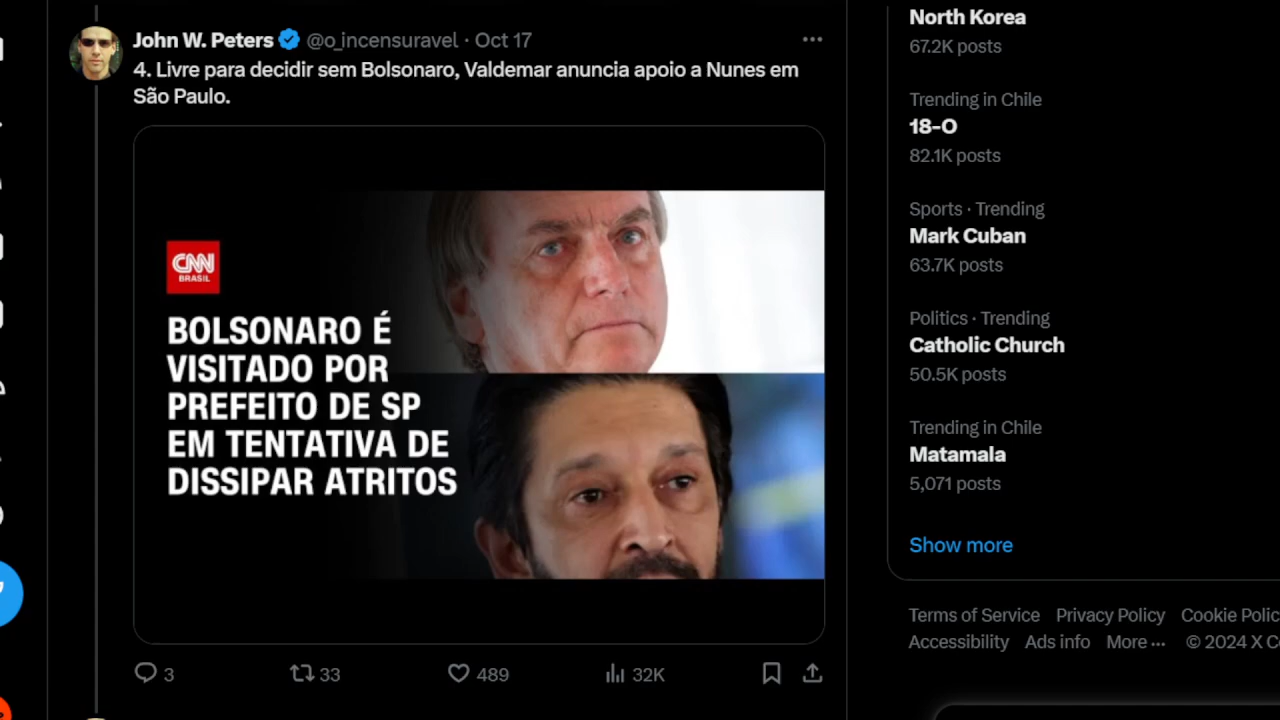 John W. Peters @o_incensuravel · Oct 17
4. Livre para decidir sem Bolsonaro, Valdemar anuncia apoio a Nunes em
São Paulo.
CNN
BRASIL
BOLSONARO É
VISITADO POR
PREFEITO DE SP
EM TENTATIVA DE
DISSIPAR ATRITOS
3
33
489
32K
North Korea
67.2K posts
Trending in Chile
18-O
82.1K posts
Sports · Trending
Mark Cuban
63.7K posts
Politics · Trending
Catholic Church
50.5K posts
Trending in Chile
Matamala
5,071 posts
Show more
Terms of Service Privacy Policy Cookie
Accessibility Ads info More ··· © 2024 X